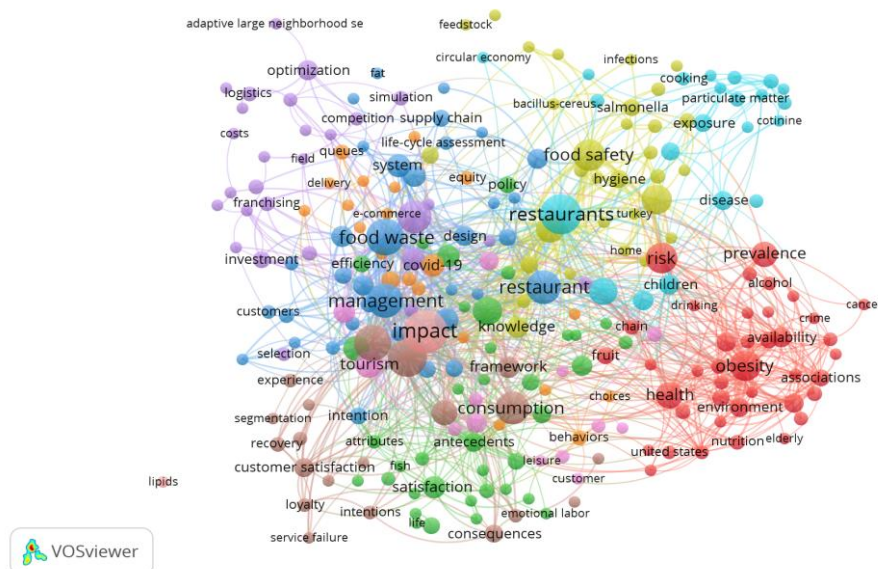 adaptive large neighborhood se
feedstock
circular economy
infections
optimization
fat
cooking
logistics
simulation
bacillus-cereus
salmonella
particulate matter
competition
supply chain
exposure
cotinine
costs
queues
life-cycle assessment
food safety
field
system
delivery
equity
policy
hygiene
franchising
e-commerce
restaurants
turkey
disease
food waste
design
home
investment
efficiency
covid-19
risk
prevalence
management
restaurant
children
alcohol
customers
drinking
cance
impact
knowledge
chain
crime
availability
selection
tourism
framework
fruit
obesity
experience
health
associations
segmentation
intention
consumption
choices
environment
recovery
attributes
antecedents
behaviors
nutrition
elderly
customer satisfaction
fish
leisure
united states
lipids
satisfaction
customer
loyalty
intentions
life
emotional labor
service failure
consequences
VOSviewer